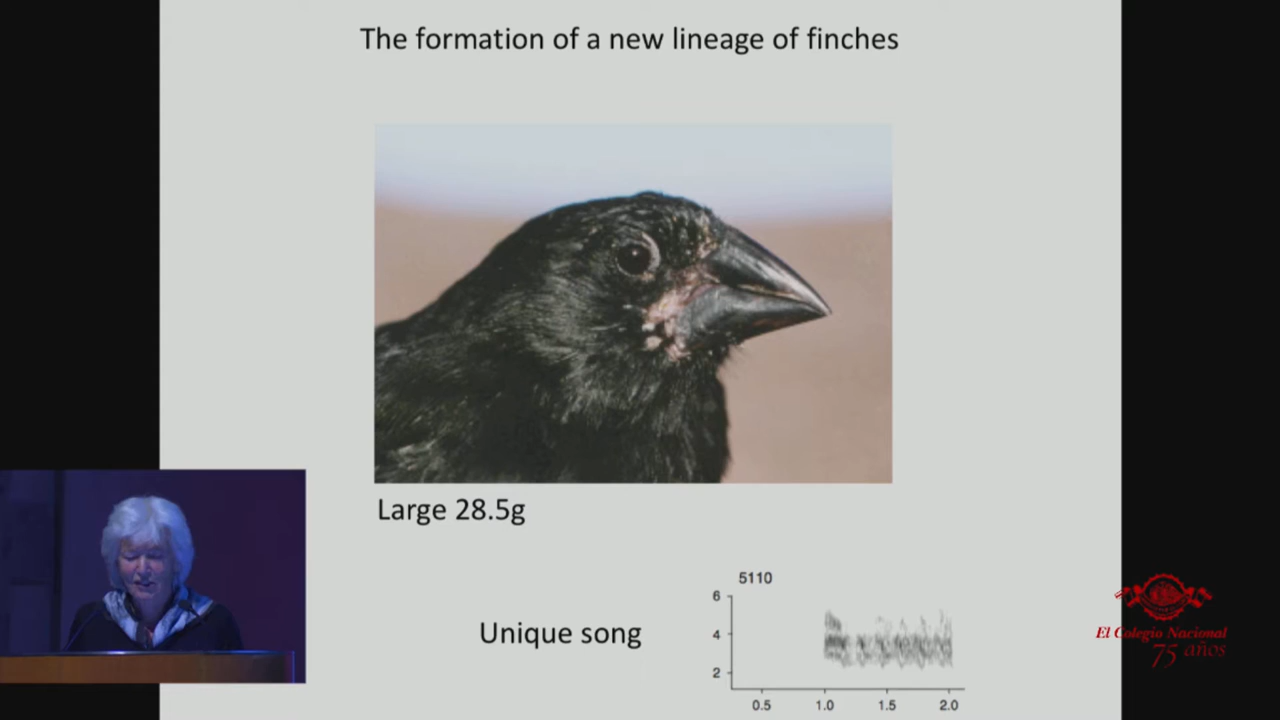 The formation of a new lineage of finches
Large 28.5g
5110
6
4
2
Unique song
0.5 1.0 1.5 2.0
El Colegio Nacional
75 años